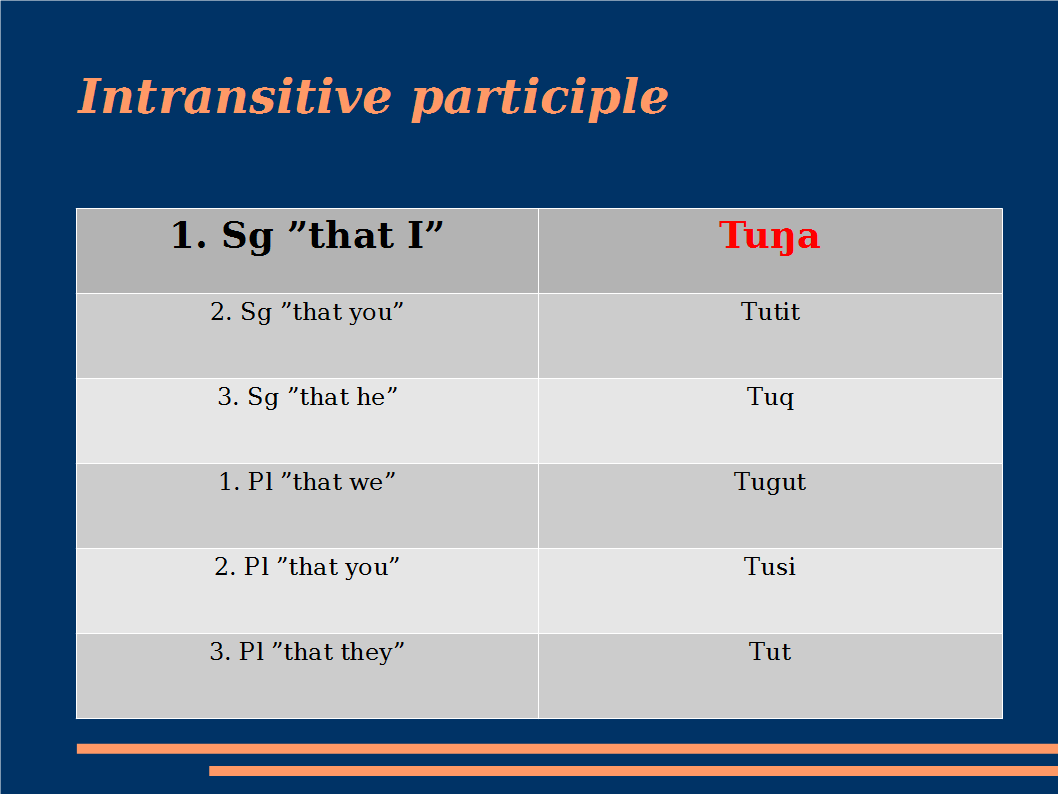 Intransitive participle
1. Sg ”that I” Tuŋa
2. Sg ”that you” Tutit
3. Sg ”that he” Tuq
1. Pl ”that we” Tugut
2. Pl ”that you” Tusi
3. Pl ”that they” Tut